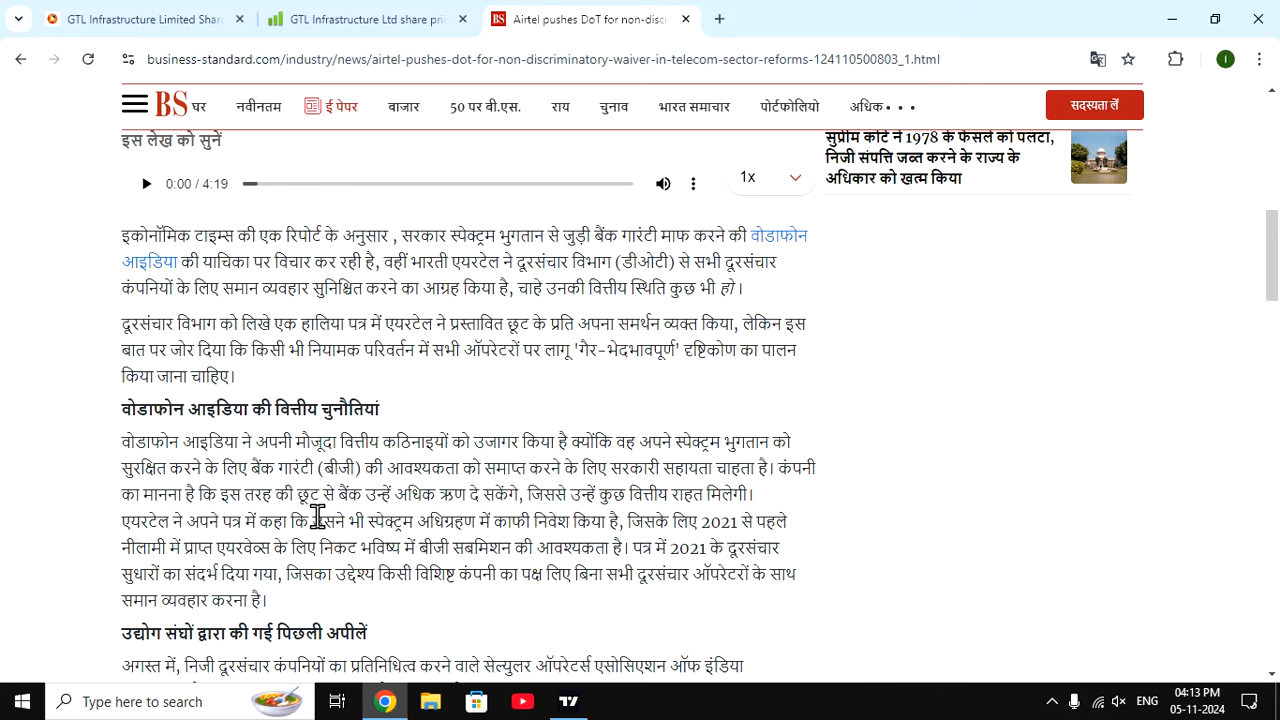 GTL Infrastructure Limited Shar
GTL Infrastructure Ltd share pric
BS Airtel pushes DoT for non-discr
business-standard.com/industry/news/airtel-pushes-dot-for-non-discriminatory-waiver-in-telecom-sector-reforms-124110500803_1.html
I
BS घर नवीनतम ई पेपर बाजार 50 पर बी.एस. राय चुनाव भारत समाचार पोर्टफोलियो अधिक • • •
सदस्यता लें
इस लेख को सुनें
0:00 / 4:19
1x
सुप्रीम कोर्ट ने 1978 के फैसले को पलटा,
निजी संपत्ति जब्त करने के राज्य के
अधिकार को खत्म किया
इकोनॉमिक टाइम्स की एक रिपोर्ट के अनुसार , सरकार स्पेक्ट्रम भुगतान से जुड़ी बैंक गारंटी माफ करने की वोडाफोन
आइडिया की याचिका पर विचार कर रही है, वहीं भारती एयरटेल ने दूरसंचार विभाग (डीओटी) से सभी दूरसंचार
कंपनियों के लिए समान व्यवहार सुनिश्चित करने का आग्रह किया है, चाहे उनकी वित्तीय स्थिति कुछ भी हो ।
दूरसंचार विभाग को लिखे एक हालिया पत्र में एयरटेल ने प्रस्तावित छूट के प्रति अपना समर्थन व्यक्त किया, लेकिन इस
बात पर जोर दिया कि किसी भी नियामक परिवर्तन में सभी ऑपरेटरों पर लागू 'गैर-भेदभावपूर्ण' दृष्टिकोण का पालन
किया जाना चाहिए।
वोडाफोन आइडिया की वित्तीय चुनौतियां
वोडाफोन आइडिया ने अपनी मौजूदा वित्तीय कठिनाइयों को उजागर किया है क्योंकि वह अपने स्पेक्ट्रम भुगतान को
सुरक्षित करने के लिए बैंक गारंटी (बीजी) की आवश्यकता को समाप्त करने के लिए सरकारी सहायता चाहता है। कंपनी
का मानना है कि इस तरह की छूट से बैंक उन्हें अधिक ऋण दे सकेंगे, जिससे उन्हें कुछ वित्तीय राहत मिलेगी।
एयरटेल ने अपने पत्र में कहा कि उसने भी स्पेक्ट्रम अधिग्रहण में काफी निवेश किया है, जिसके लिए 2021 से पहले
नीलामी में प्राप्त एयरवेव्स के लिए निकट भविष्य में बीजी सबमिशन की आवश्यकता है। पत्र में 2021 के दूरसंचार
सुधारों का संदर्भ दिया गया, जिसका उद्देश्य किसी विशिष्ट कंपनी का पक्ष लिए बिना सभी दूरसंचार ऑपरेटरों के साथ
समान व्यवहार करना है।
उद्योग संघों द्वारा की गई पिछली अपीलें
अगस्त में, निजी दूरसंचार कंपनियों का प्रतिनिधित्व करने वाले सेल्युलर ऑपरेटर्स एसोसिएशन ऑफ इंडिया
Type here to search
ENG
04:13 PM
05-11-2024